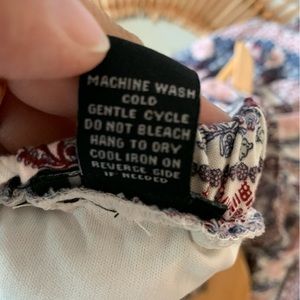 MACHINE WASH
COLD
GENTLE CYCLE
DO NOT BLEACH
HANG TO DRY
COOL IRON ON
REVERSE SIDE
IF NEEDED